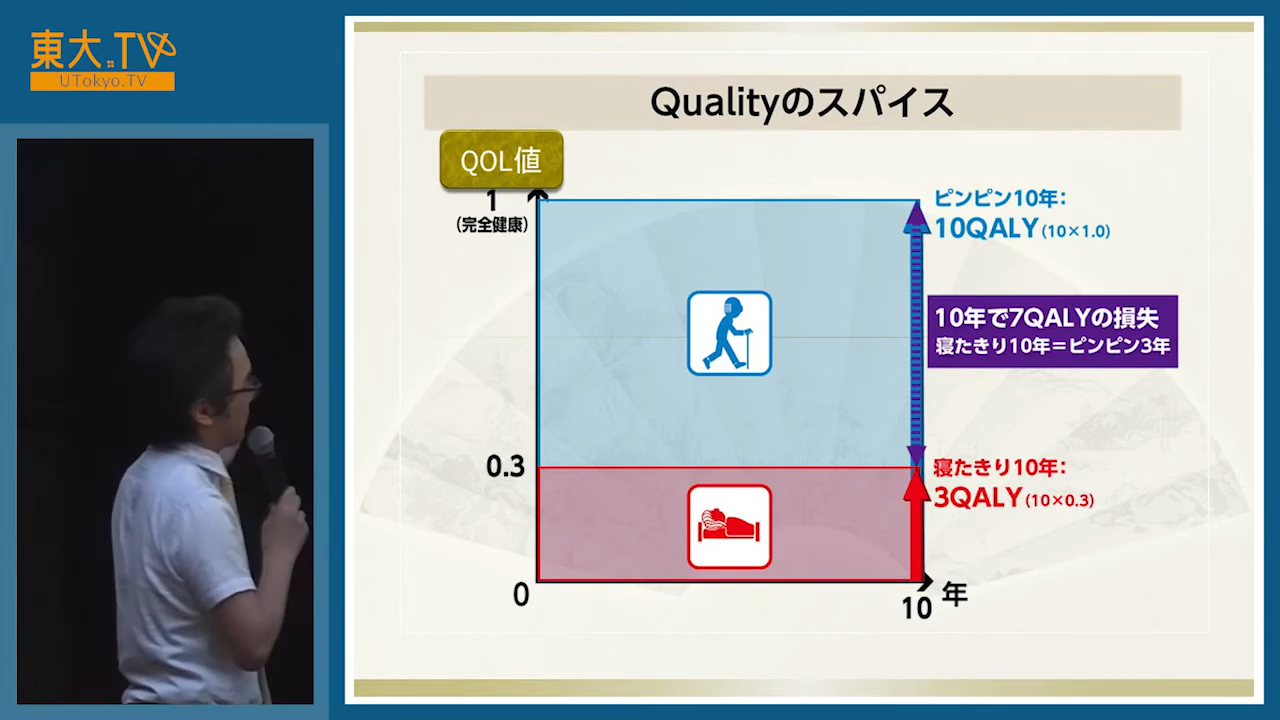 東大.TV
UTokyo.TV
Qualityのスパイス
QOL値
1
(完全健康)
ピンピン10年:
10QALY(10×1.0)
10年で7QALYの損失
寝たきり10年=ピンピン3年
0.3
寝たきり10年:
3QALY(10×0.3)
0
10
年